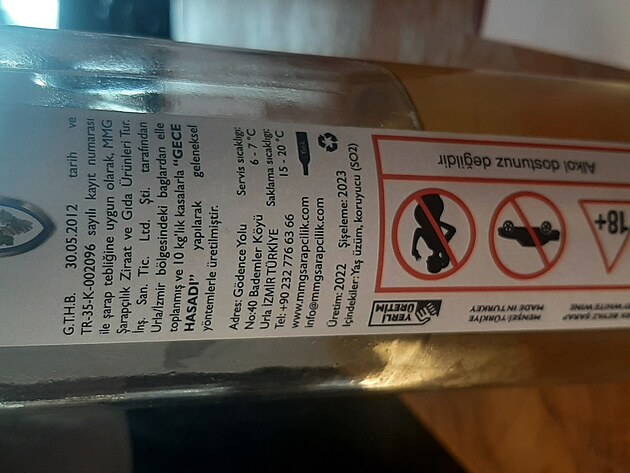 G.T.H.B. 30.05.2012 tarih ve
TR-35-K-002096 sayılı kayıt numarası
ile şarap tebliğine uygun olarak, MMG
Şarapçılık Ziraat ve Gıda Ürünleri Tur.
İnş. San. Tic. Ltd. Şti. tarafından
Urla/İzmir bölgesindeki bağlardan elle
toplanmış ve 10 kg'lık kasalarla "GECE
HASADI" yapılarak geleneksel
yöntemlerle üretilmiştir.
Adres: Gödence Yolu
No:40 Bademler Köyü
Urla İZMİR TÜRKİYE
Tel: +90 232 776 63 66
www.mmgsarapcilik.com
info@mmgsarapcilik.com
Servis sıcaklığı:
6 - 7 °C
Saklama sıcaklığı:
15 - 20 °C
Üretim: 2022 Şişeleme: 2023
İçindekiler: Yaş üzüm, koruyucu (SO2)
YERLİ
ÜRETİM
Alkol dostunuz değildir
18+
MENŞEİ: TÜRKİYE
MADE IN TURKEY
BEYAZ ŞARAP
WHITE WINE